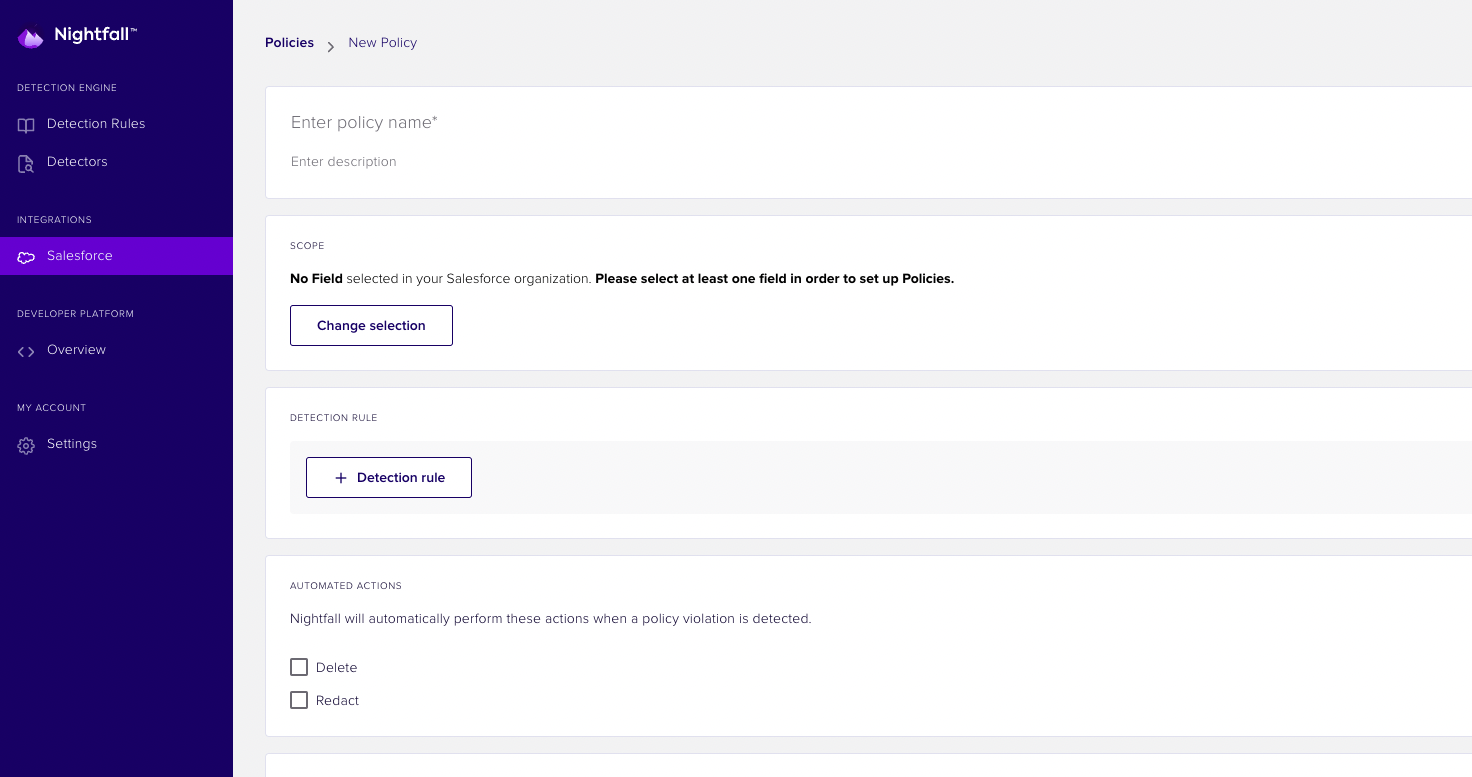 Nightfall™
DETECTION ENGINE
Detection Rules
Detectors
INTEGRATIONS
Salesforce
DEVELOPER PLATFORM
Overview
MY ACCOUNT
Settings
Policies > New Policy
Enter policy name*
Enter description
SCOPE
No Field selected in your Salesforce organization. Please select at least one field in order to set up Policies.
Change selection
DETECTION RULE
+ Detection rule
AUTOMATED ACTIONS
Nightfall will automatically perform these actions when a policy violation is detected.
Delete
Redact